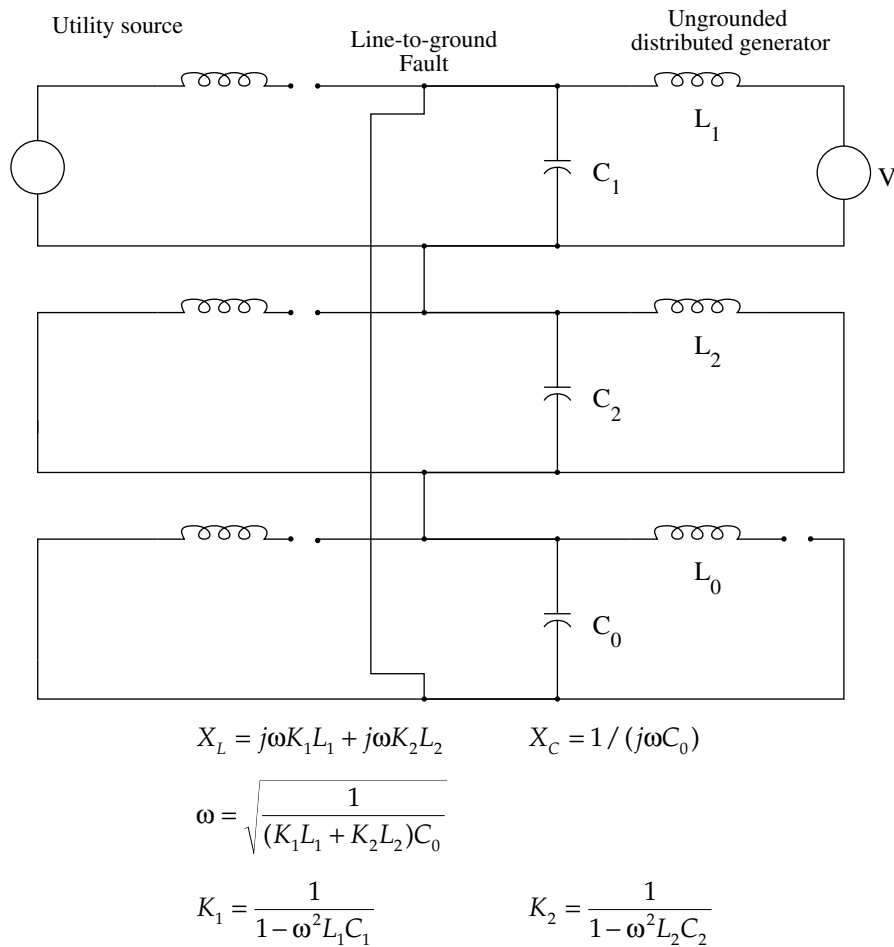 Utility source
Line-to-ground
Fault
Ungrounded
distributed generator
L₁
C₁
V
L₂
C₂
L₀
C₀
X_L = jωK₁L₁ + jωK₂L₂
X_C = 1 / (jωC₀)
ω = √(1 / ((K₁L₁ + K₂L₂)C₀))
K₁ = 1 / (1 − ω²L₁C₁)
K₂ = 1 / (1 − ω²L₂C₂)